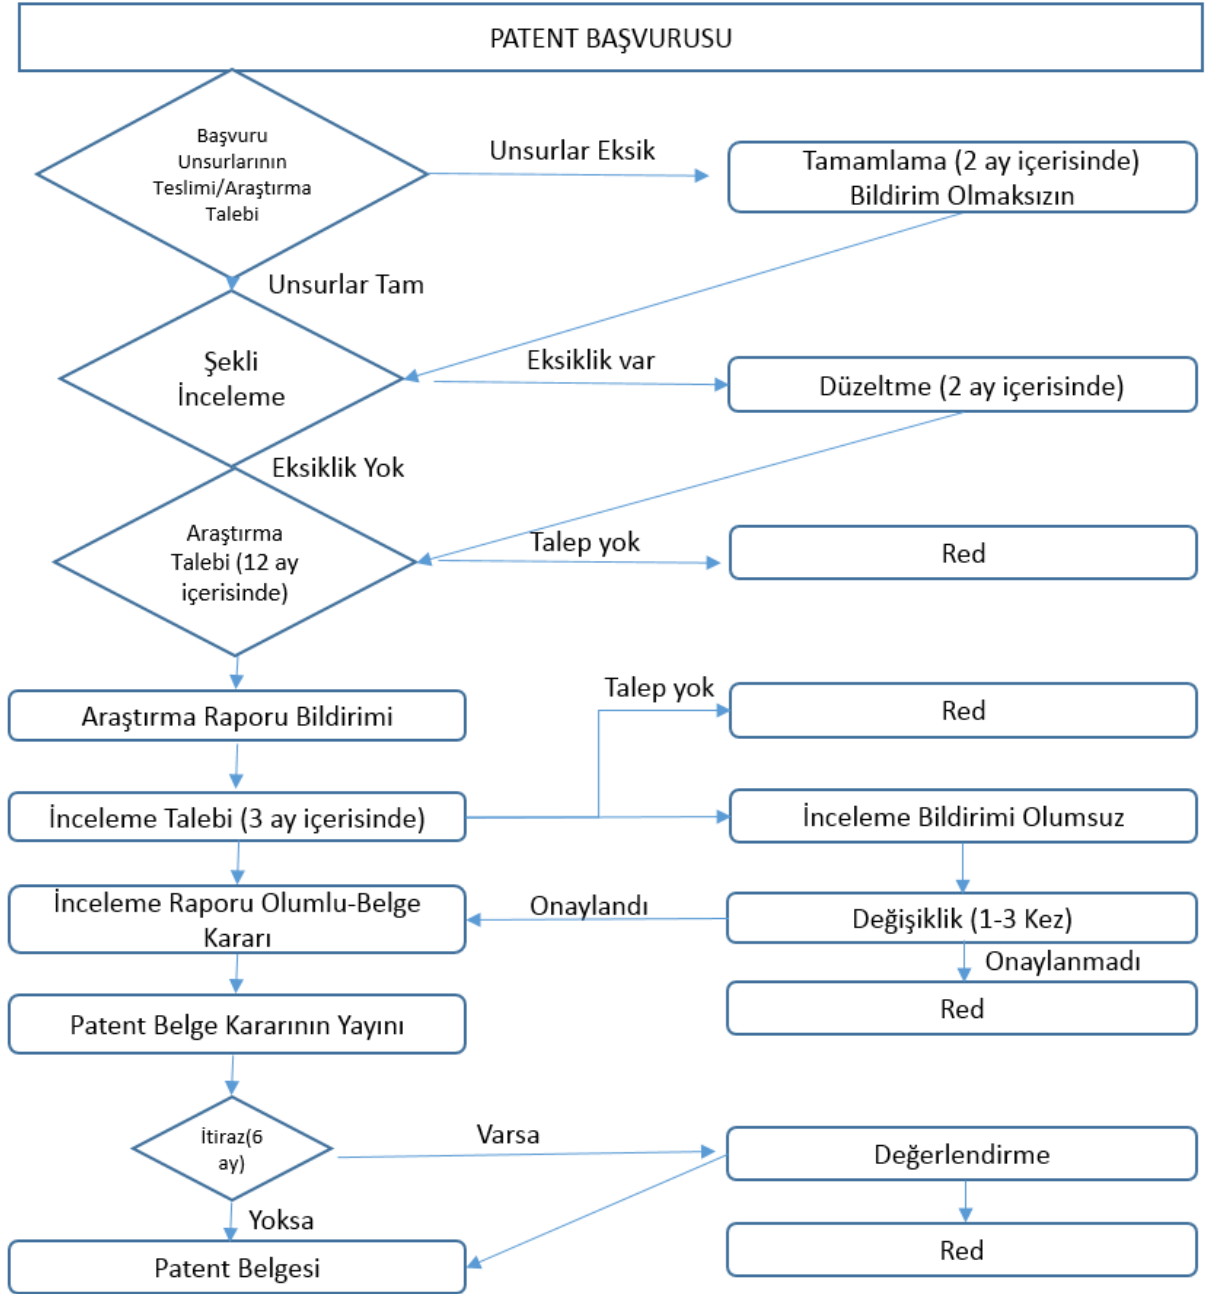 PATENT BAŞVURUSU
Başvuru
Unsurlarının
Teslimi/Araştırma
Talebi
Unsurlar Eksik
Tamamlama (2 ay içerisinde)
Bildirim Olmaksızın
Unsurlar Tam
Şekli
İnceleme
Eksiklik var
Düzeltme (2 ay içerisinde)
Eksiklik Yok
Araştırma
Talebi (12 ay
içerisinde)
Talep yok
Red
Araştırma Raporu Bildirimi
Talep yok
Red
İnceleme Talebi (3 ay içerisinde)
İnceleme Bildirimi Olumsuz
İnceleme Raporu Olumlu-Belge
Kararı
Onaylandı
Değişiklik (1-3 Kez)
Onaylanmadı
Red
Patent Belge Kararının Yayını
İtiraz(6
ay)
Varsa
Değerlendirme
Yoksa
Red
Patent Belgesi